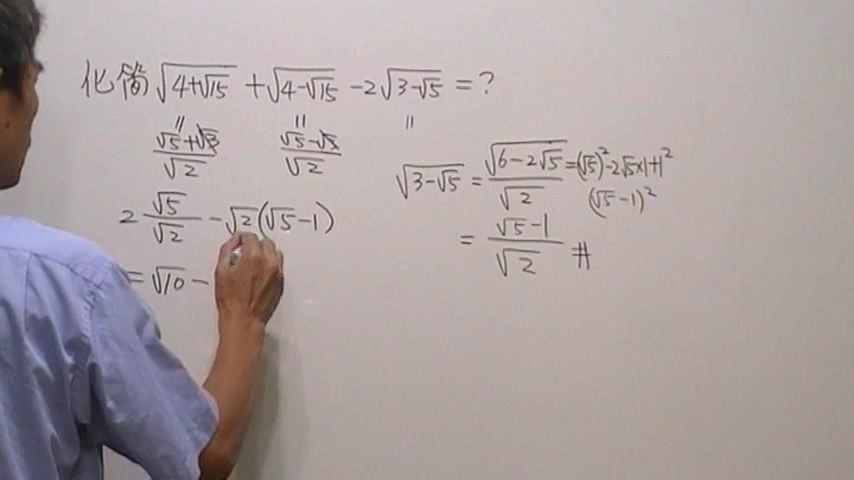 化簡 √(4+√15) + √(4-√15) - 2√(3-√5) = ?
= (√5+√3)/√2
= (√5-√3)/√2
=
2 √5/√2 - √2(√5-1)
= √10 -
√(3-√5) = √(6-2√5)/√2 = (√5)² - 2√5×1+1²
(√5-1)²
= (√5-1)/√2 #